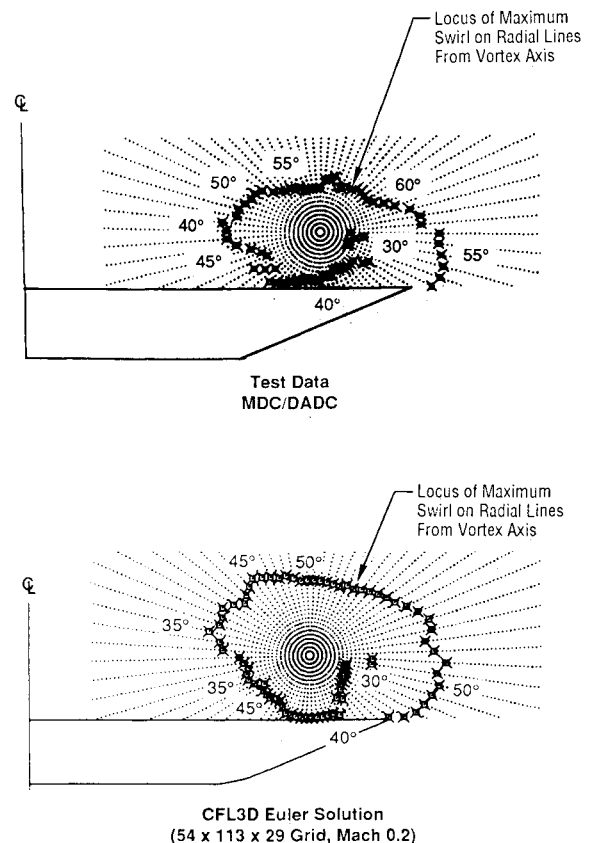 Locus of Maximum
Swirl on Radial Lines
From Vortex Axis
℄
55°
50°
60°
40°
30°
45°
55°
40°
Test Data
MDC/DADC
Locus of Maximum
Swirl on Radial Lines
From Vortex Axis
℄
45°
50°
35°
35°
30°
50°
45°
40°
CFL3D Euler Solution
(54 x 113 x 29 Grid, Mach 0.2)